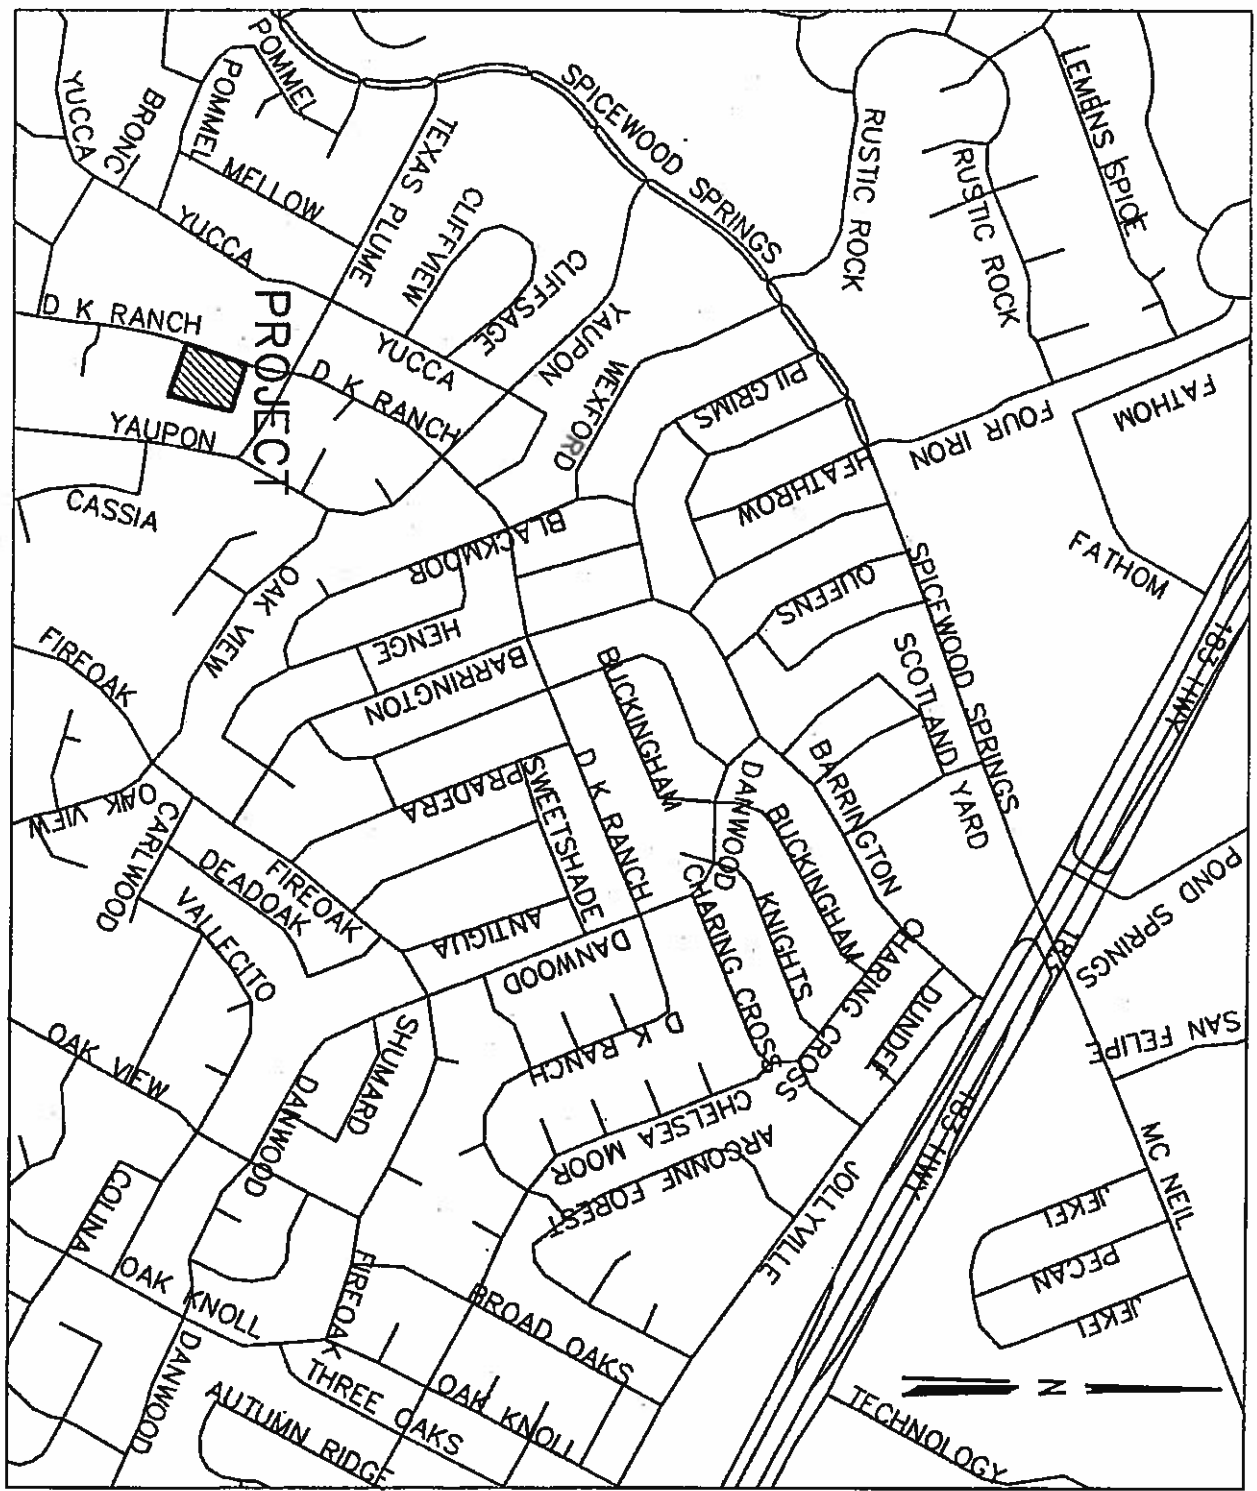 POMMEL
YUCCA
BRONC
POMMEL
MELLOW
TEXAS PLUME
SPICEWOOD SPRINGS
RUSTIC ROCK
RUSTIC ROCK
LEMENS SPICE
YUCCA
CLIFFVIEW
CLIFFSAGE
D K RANCH
PROJECT
D K RANCH
YUCCA
YAUPON
WEXFORD
PILGRIMS
FOUR IRON
FATHOM
YAUPON
CASSIA
HEATHROW
BLACKMOOR
FATHOM
OAK VIEW
QUEENS
SPICEWOOD SPRINGS
183 HWY
FIREOAK
HENGE
BARRINGTON
BUCKINGHAM
SCOTLAND YARD
OAK VIEW
CARLWOOD
PRADERA
SWEETSHADE
D K RANCH
DANWOOD
BARRINGTON
BUCKINGHAM
DEADOAK
FIREOAK
VALLECITO
ANTIGUA
DANWOOD
CHARING CROSS
KNIGHTS
CHARING CROSS
DUNDEE
183
POND SPRINGS
SAN FELIPE
OAK VIEW
SHUMARD
DANWOOD
D K RANCH
CHELSEA MOOR
ARGONNE FOREST
JOLLYVILLE
183 HWY
MC NEIL
JEKEL
PECAN
JEKEL
COLINA
OAK KNOLL
FIREOAK
BROAD OAKS
DANWOOD
THREE OAKS
OAK KNOLL
AUTUMN RIDGE
TECHNOLOGY
N